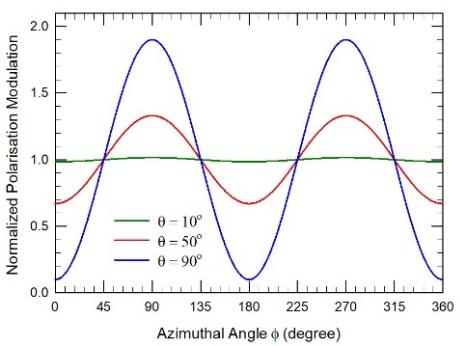 Normalized Polarisation Modulation
2.0
1.5
1.0
0.5
0.0
θ = 10°
θ = 50°
θ = 90°
0 45 90 135 180 225 270 315 360
Azimuthal Angle ϕ (degree)